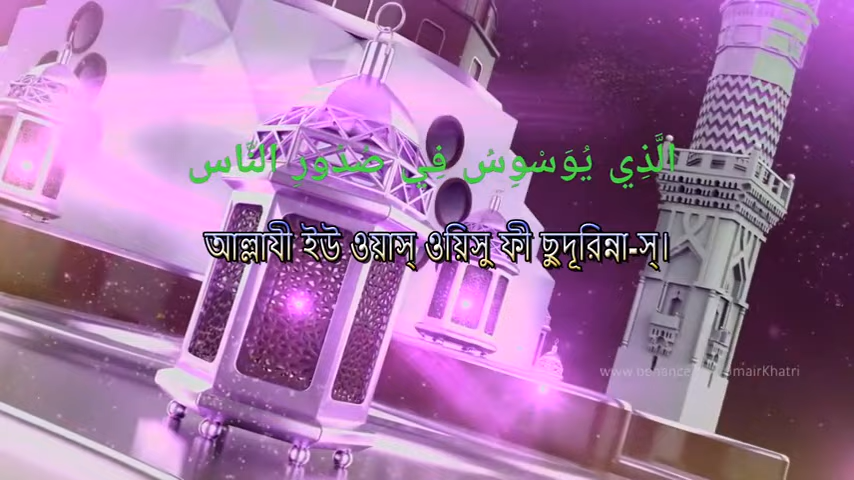 الَّذِي يُوَسْوِسُ فِي صُدُورِ النَّاسِ
আল্লাযী ইউ ওয়াস্ ওয়িসু ফী ছুদূরিন্না-স্।